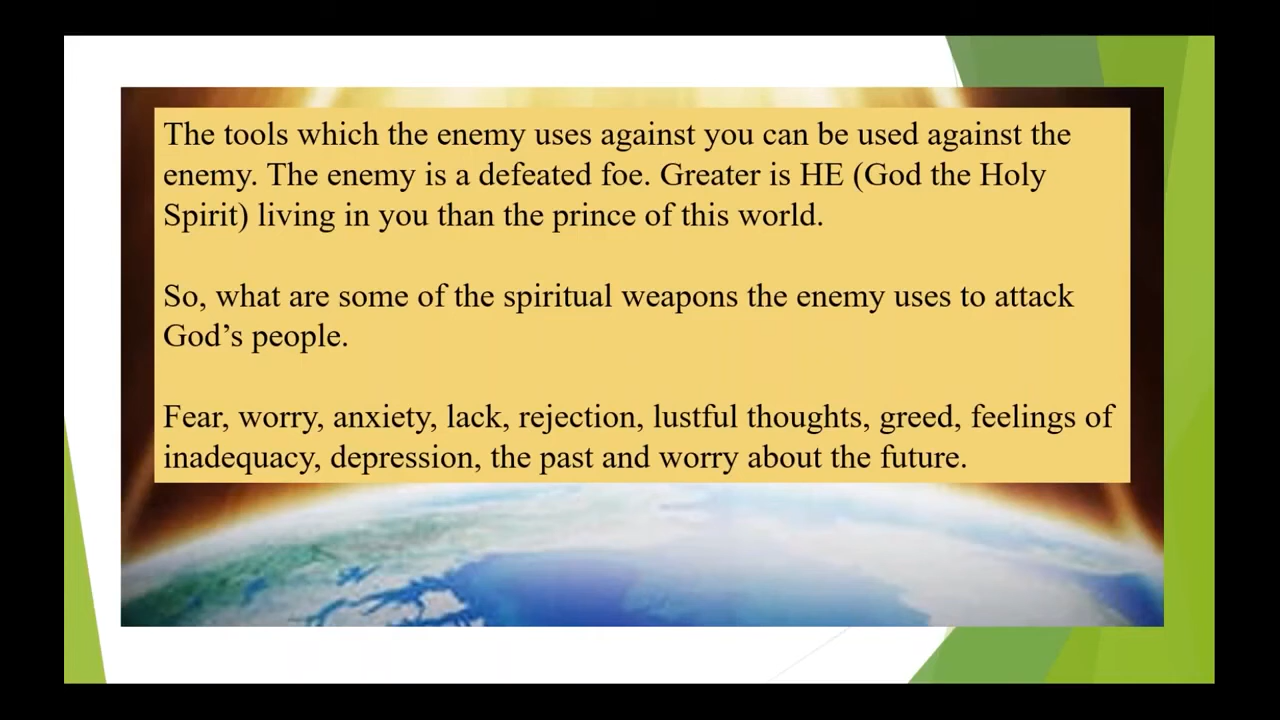 The tools which the enemy uses against you can be used against the
enemy. The enemy is a defeated foe. Greater is HE (God the Holy
Spirit) living in you than the prince of this world.
So, what are some of the spiritual weapons the enemy uses to attack
God’s people.
Fear, worry, anxiety, lack, rejection, lustful thoughts, greed, feelings of
inadequacy, depression, the past and worry about the future.